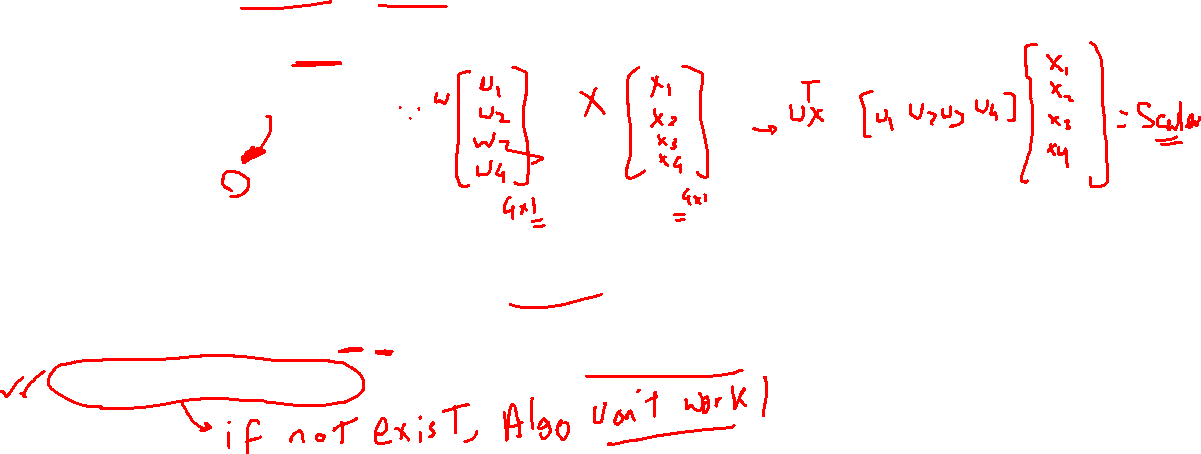 ∴ w [w₁ w₂ w₃ w₄] 4x1 X [x₁ x₂ x₃ x₄] 4x1 → wᵀx [w₁ w₂ w₃ w₄] [x₁ x₂ x₃ x₄] = Scalar
if not exist, Algo won't work